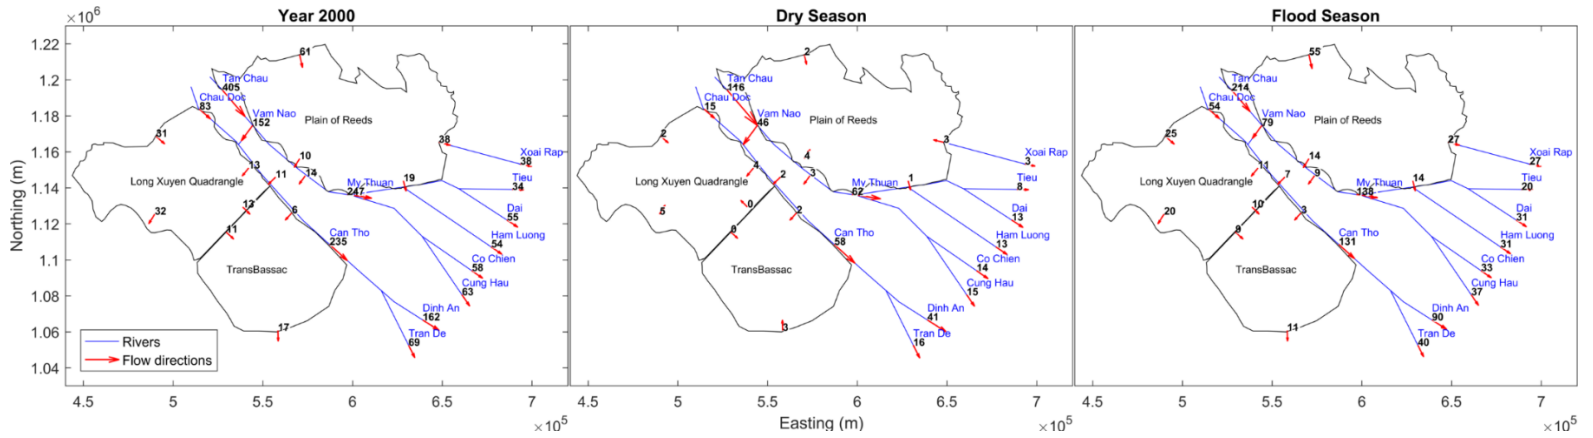 Year 2000
Dry Season
Flood Season
×10⁶
Northing (m)
1.22
1.2
1.18
1.16
1.14
1.12
1.1
1.08
1.06
1.04
61
Tan Chau
405
Chau Doc
83
Vam Nao
152
Plain of Reeds
31
38
Xoai Rap
38
10
13
11
14
Long Xuyen Quadrangle
My Thuan
247
19
Tieu
34
32
13
6
Dai
55
11
Can Tho
235
Ham Luong
54
TransBassac
Co Chien
58
Cung Hau
63
Dinh An
162
17
Tran De
69
Rivers
Flow directions
4
5
5.5
6
6.5
7
×10⁵
2
Tan Chau
116
Chau Doc
15
Vam Nao
46
Plain of Reeds
2
3
Xoai Rap
3
4
4
2
3
Long Xuyen Quadrangle
My Thuan
62
1
Tieu
8
5
0
2
Dai
13
0
Can Tho
58
Ham Luong
13
TransBassac
Co Chien
14
Cung Hau
15
Dinh An
41
3
Tran De
16
4.5
5
5.5
6
6.5
7
×10⁵
Easting (m)
55
Tan Chau
214
Chau Doc
54
Vam Nao
79
Plain of Reeds
25
27
Xoai Rap
27
14
11
7
9
Long Xuyen Quadrangle
My Thuan
138
14
Tieu
20
20
10
3
Dai
31
9
Can Tho
131
Ham Luong
31
TransBassac
Co Chien
33
Cung Hau
37
Dinh An
90
11
Tran De
40
4.5
5
5.5
6
6.5
7
×10⁵